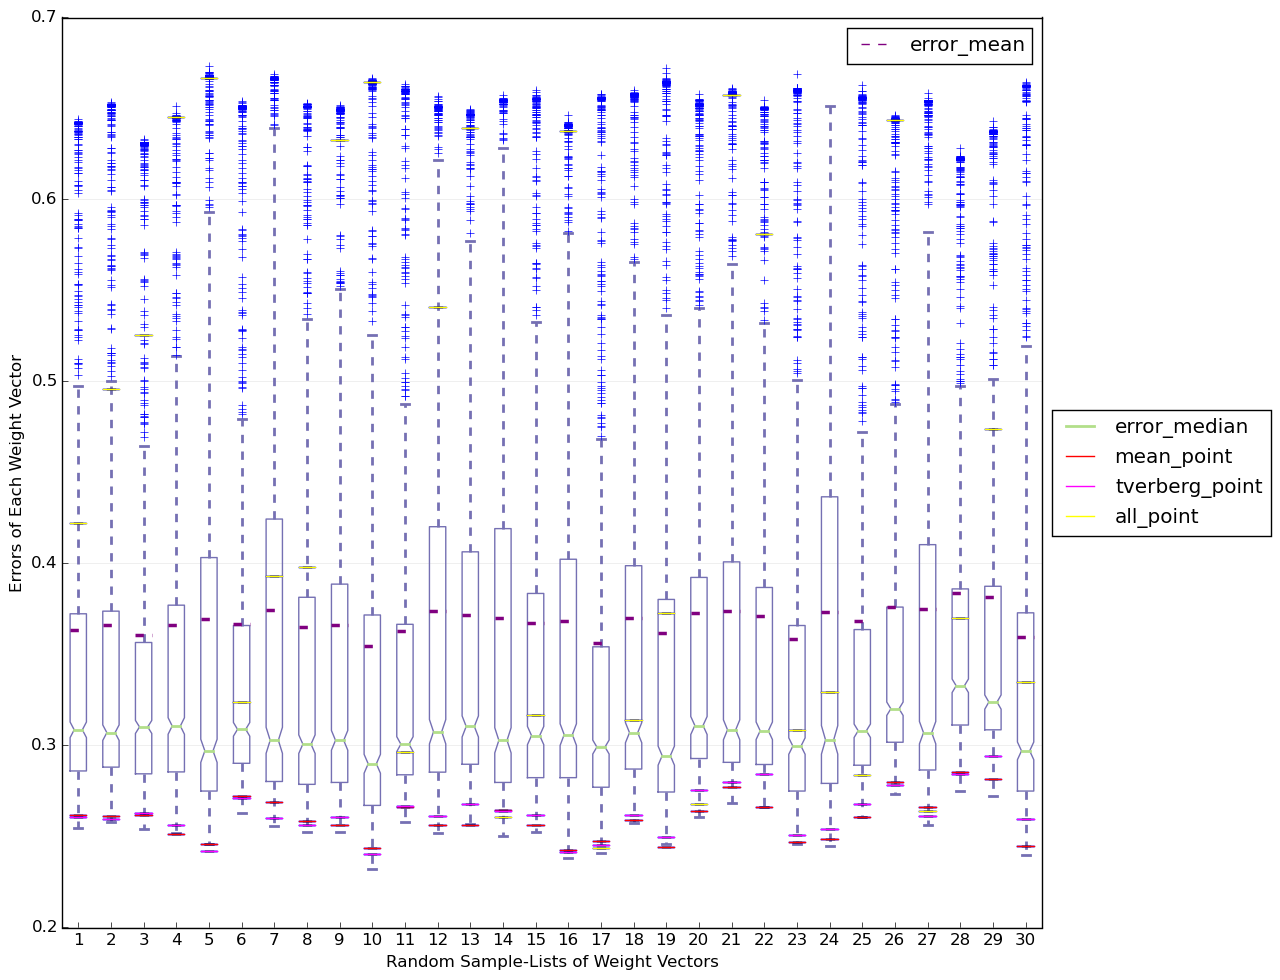 0.7
error_mean
0.6
0.5
error_median
mean_point
tverberg_point
all_point
Errors of Each Weight Vector
0.4
0.3
0.2
1 2 3 4 5 6 7 8 9 10 11 12 13 14 15 16 17 18 19 20 21 22 23 24 25 26 27 28 29 30
Random Sample-Lists of Weight Vectors